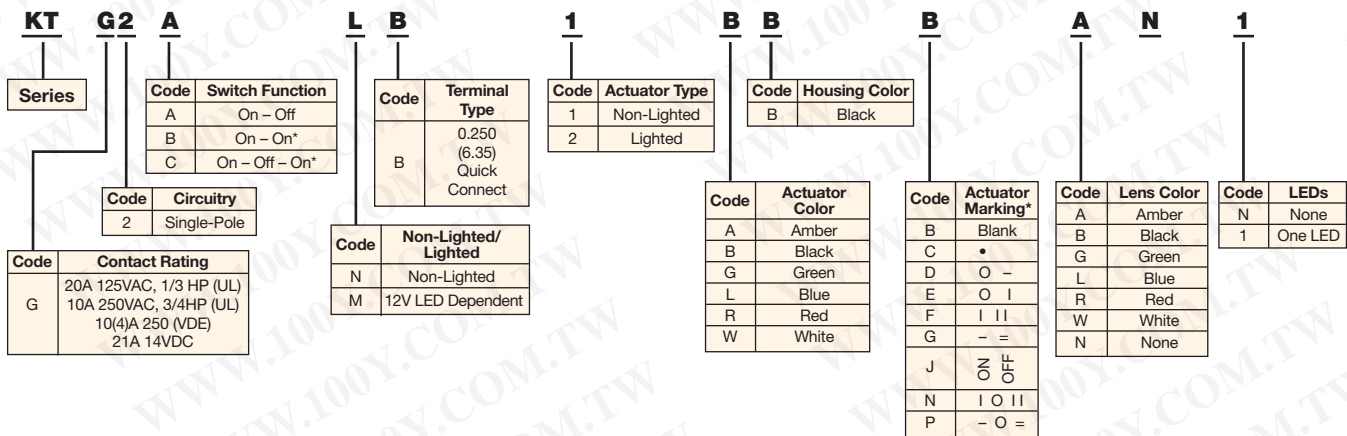 KT G2 A L B 1 B B B A N 1
Series
Code Switch Function
A On – Off
B On – On*
C On – Off – On*
Code Circuitry
2 Single-Pole
Code Contact Rating
G 20A 125VAC, 1/3 HP (UL)
10A 250VAC, 3/4HP (UL)
10(4)A 250 (VDE)
21A 14VDC
Code Terminal Type
B 0.250
(6.35)
Quick
Connect
Code Non-Lighted/
Lighted
N Non-Lighted
M 12V LED Dependent
Code Actuator Type
1 Non-Lighted
2 Lighted
Code Housing Color
B Black
Code Actuator Color
A Amber
B Black
G Green
L Blue
R Red
W White
Code Actuator Marking*
B Blank
C •
D O –
E O I
F I II
G – =
J ON OFF
N I O II
P – O =
Code Lens Color
A Amber
B Black
G Green
L Blue
R Red
W White
N None
Code LEDs
N None
1 One LED
WWW.100Y.COM.TW